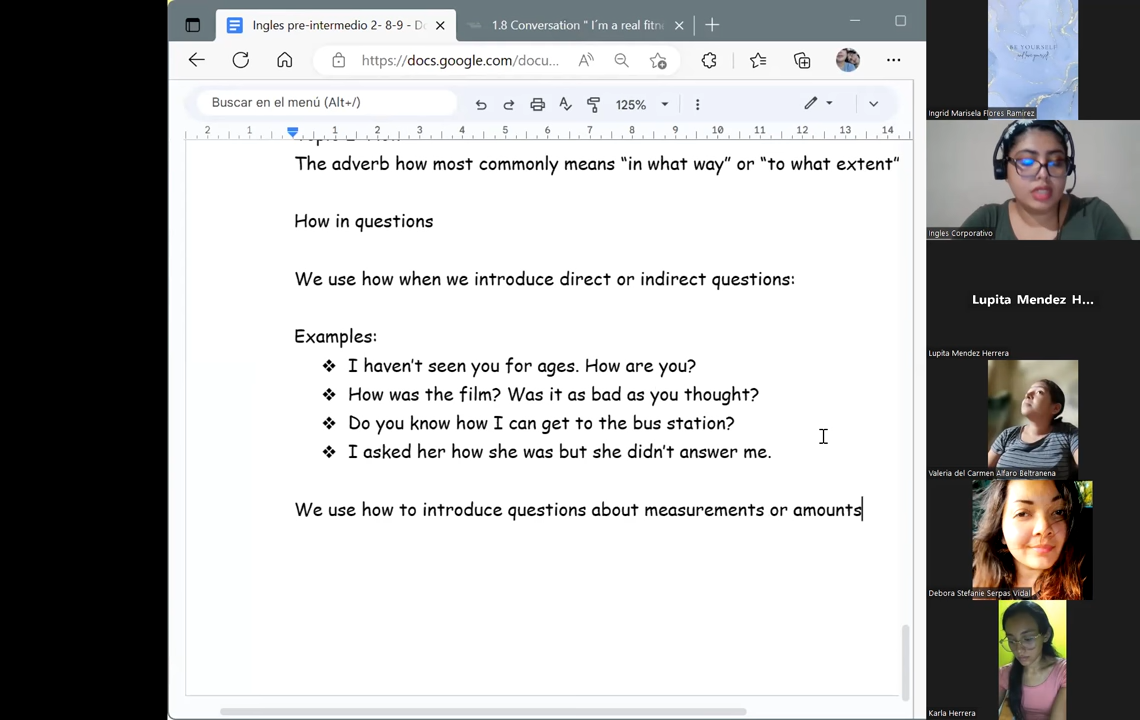 Ingles pre-intermedio 2- 8-9 - Do
1.8 Conversation " I´m a real fitn
https://docs.google.com/docu...
Buscar en el menú (Alt+/)
125%
2 1 1 2 3 4 5 6 7 8 9 10 11 12 13 14
The adverb how most commonly means “in what way” or “to what extent”
How in questions
We use how when we introduce direct or indirect questions:
Examples:
❖ I haven’t seen you for ages. How are you?
❖ How was the film? Was it as bad as you thought?
❖ Do you know how I can get to the bus station?
❖ I asked her how she was but she didn’t answer me.
We use how to introduce questions about measurements or amounts
BE YOURSELF
Ingrid Marisela Flores Ramirez
Ingles Corporativo
Lupita Mendez H...
Lupita Mendez Herrera
Valeria del Carmen Alfaro Beltranena
Debora Stefanie Serpas Vidal
Karla Herrera